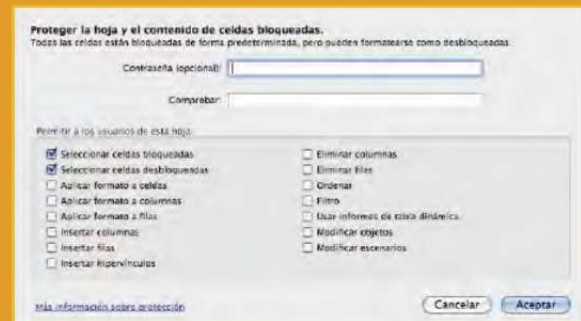 Proteger la hoja y el contenido de celdas bloqueadas.
Todas las celdas están bloqueadas de forma predeterminada, pero pueden formatearse como desbloqueadas
Contraseña (opcional):
Comprobar:
Permitir a los usuarios de esta hoja:
Seleccionar celdas bloqueadas
Seleccionar celdas desbloqueadas
Aplicar formato a celdas
Aplicar formato a columnas
Aplicar formato a filas
Insertar columnas
Insertar filas
Insertar hipervínculos
Eliminar columnas
Eliminar filas
Ordenar
Filtro
Usar informes de tabla dinámica
Modificar objetos
Modificar escenarios
Más información sobre protección
Cancelar
Aceptar